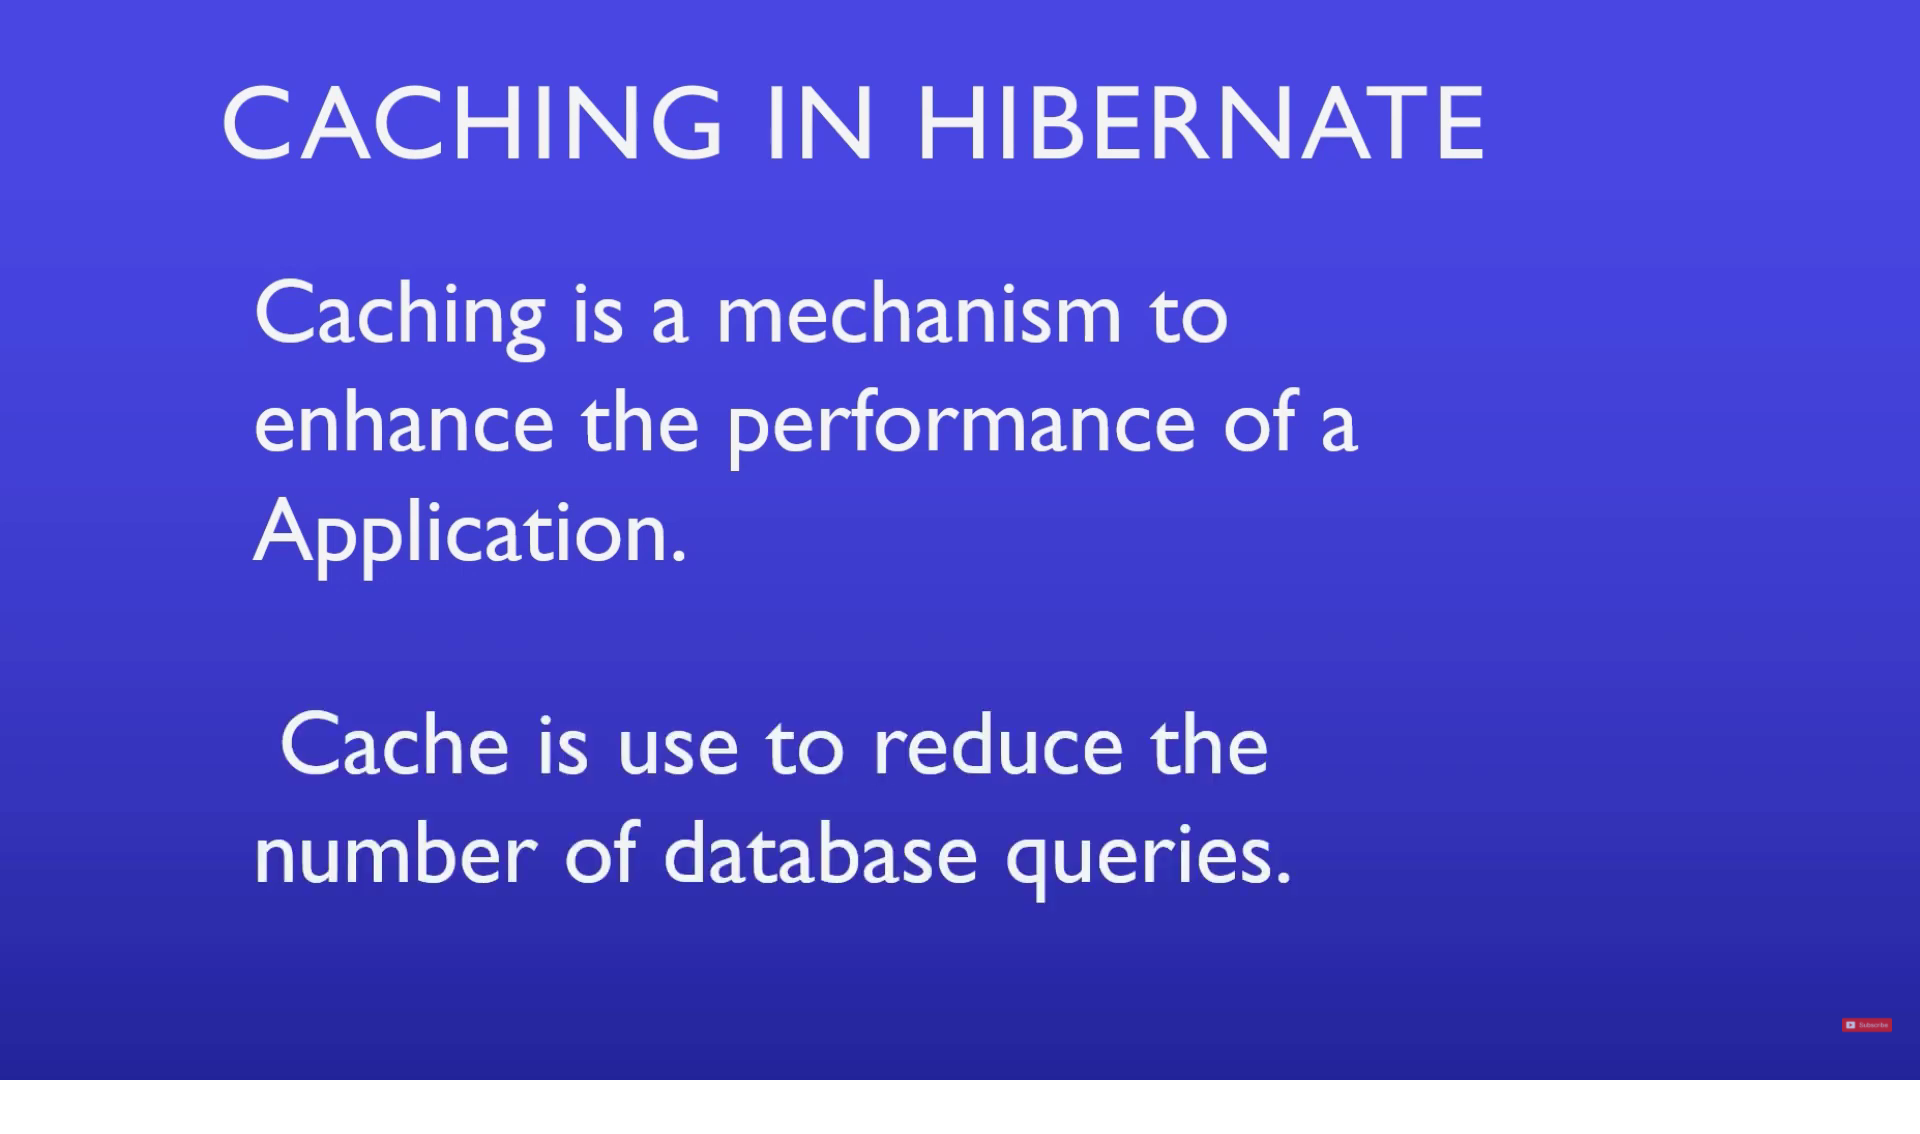 CACHING IN HIBERNATE
Caching is a mechanism to
enhance the performance of a
Application.
Cache is use to reduce the
number of database queries.
Subscribe